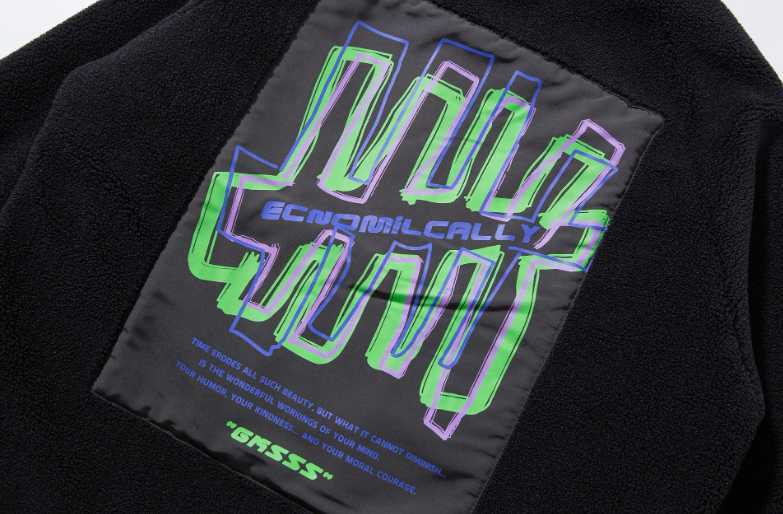 ECNOMiLCALLY
TIME ERODES ALL SUCH BEAUTY, BUT WHAT IT CANNOT DIMINISH...
IS THE WONDERFUL WORKINGS OF YOUR MIND.
YOUR HUMOR, YOUR KINDNESS... AND YOUR MORAL COURAGE.
"GMSSS"